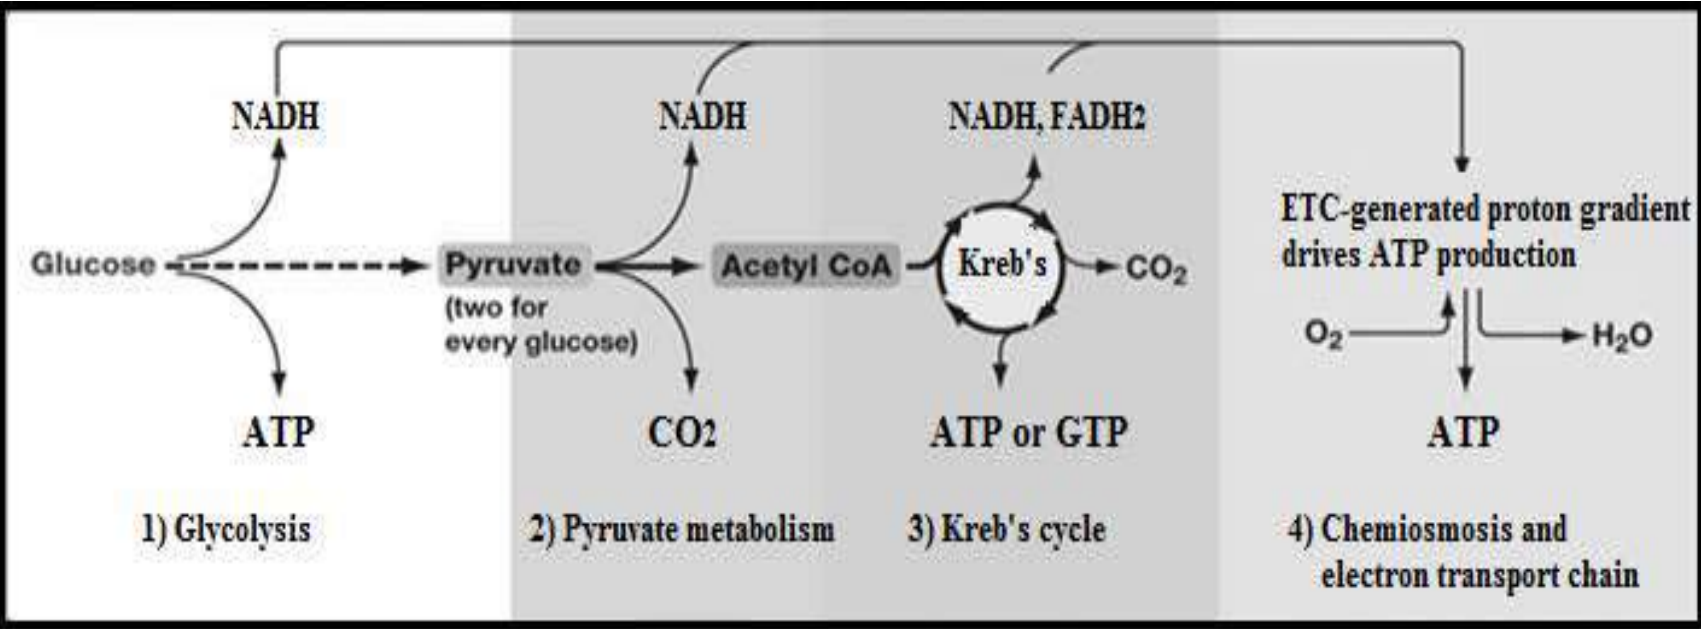 NADH
NADH
NADH, FADH2
ETC-generated proton gradient
drives ATP production
Glucose
Pyruvate
(two for
every glucose)
Acetyl CoA
Kreb's
CO₂
O₂
H₂O
ATP
CO2
ATP or GTP
ATP
1) Glycolysis
2) Pyruvate metabolism
3) Kreb's cycle
4) Chemiosmosis and
electron transport chain